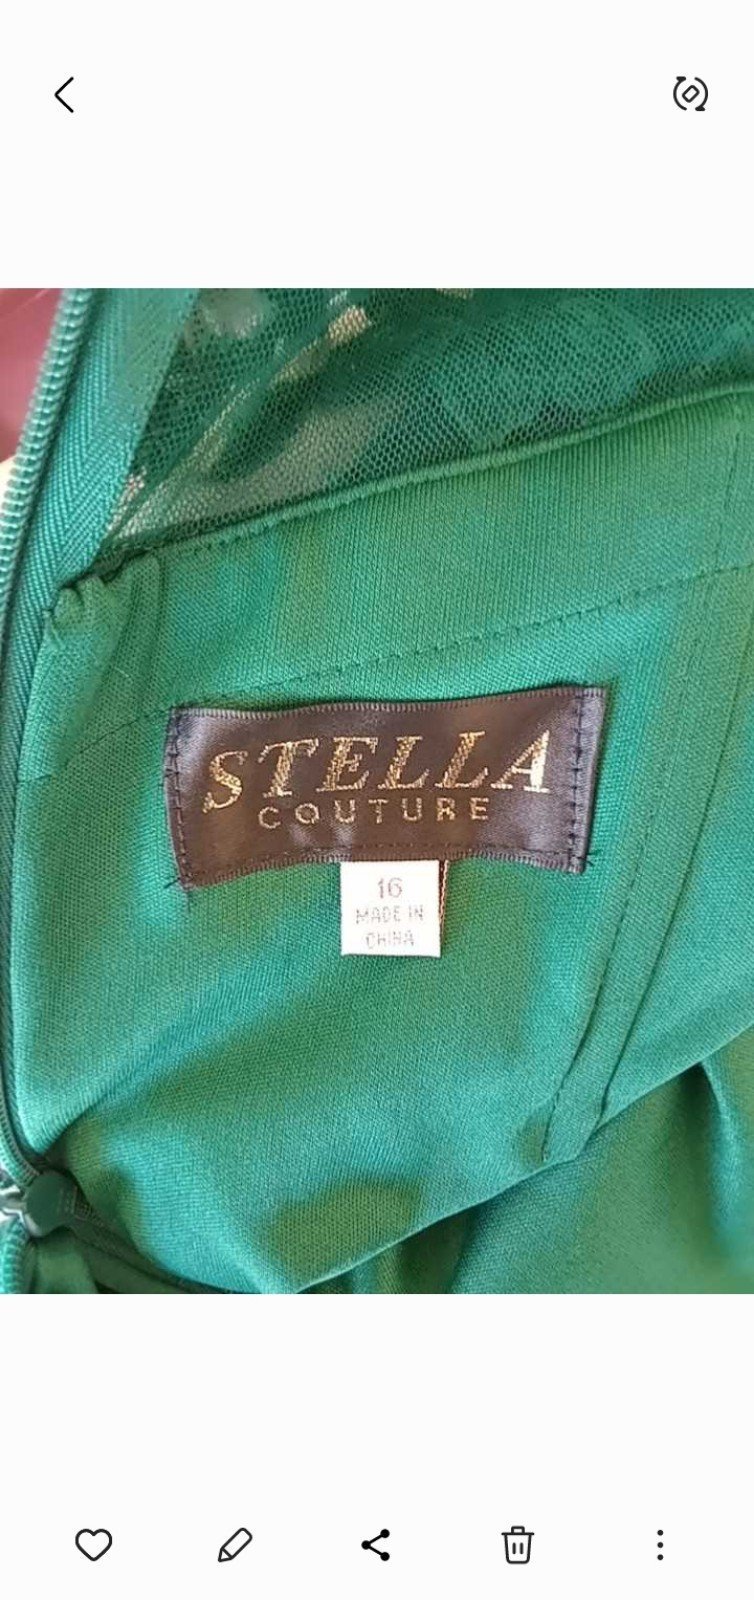 STELLA
COUTURE
16
MADE IN
CHINA